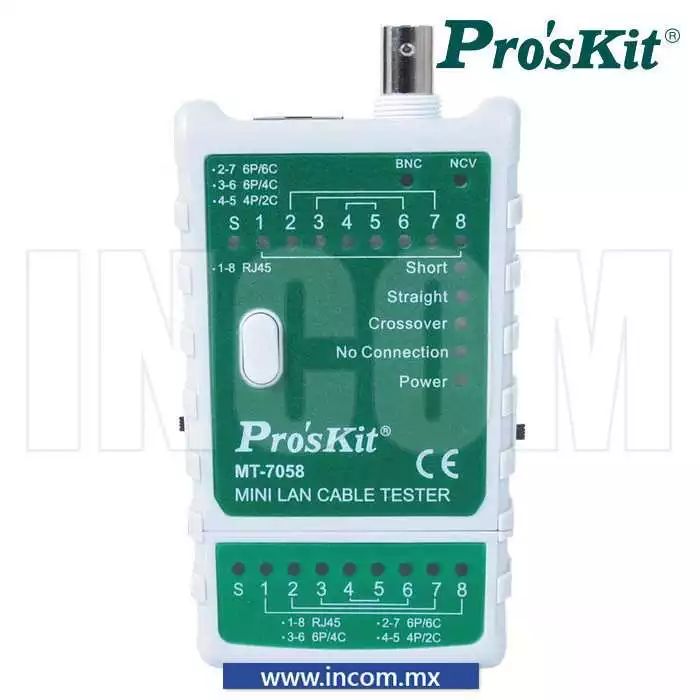 Pro'sKit®
BNC NCV
•2-7 6P/6C
•3-6 6P/4C
•4-5 4P/2C
S 1 2 3 4 5 6 7 8
•1-8 RJ45
Short
Straight
Crossover
No Connection
Power
INCOM
Pro'sKit®
MT-7058
CE
MINI LAN CABLE TESTER
S 1 2 3 4 5 6 7 8
•1-8 RJ45 •2-7 6P/6C
•3-6 6P/4C •4-5 4P/2C
www.incom.mx